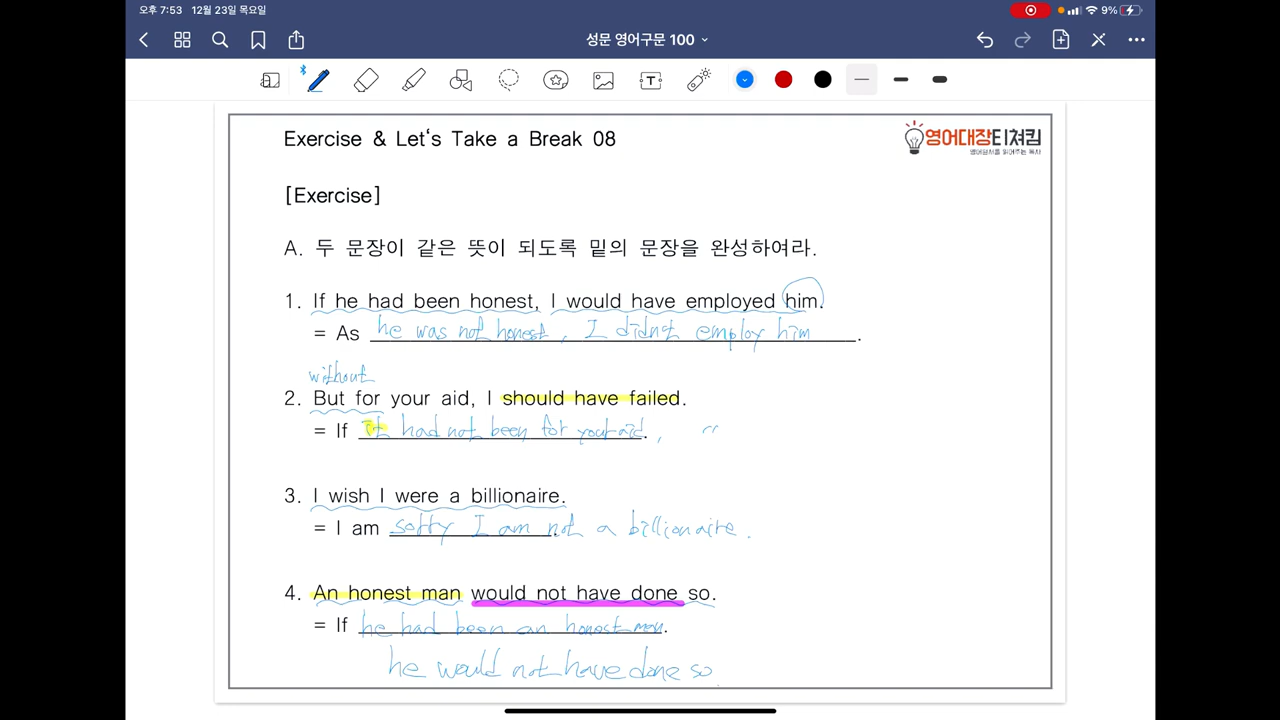 오후 7:53 12월 23일 목요일
9%
성문 영어구문 100
Exercise & Let's Take a Break 08
영어대장티쳐킴
[Exercise]
A. 두 문장이 같은 뜻이 되도록 밑의 문장을 완성하여라.
1. If he had been honest, I would have employed him.
= As he was not honest, I didn't employ him.
without
2. But for your aid, I should have failed.
= If it had not been for your aid.,
3. I wish I were a billionaire.
= I am sorry I am not a billionaire.
4. An honest man would not have done so.
= If he had been an honest man.
he would not have done so